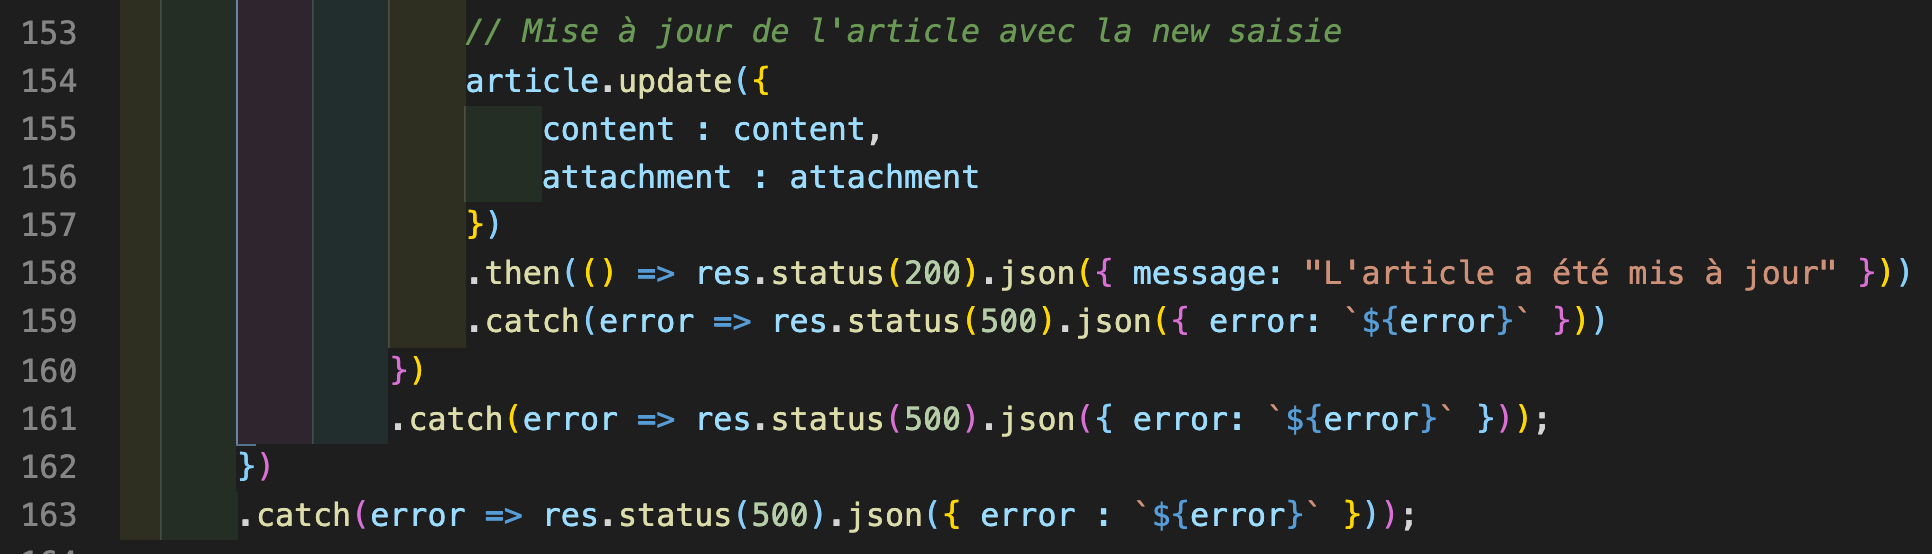 153 // Mise à jour de l'article avec la new saisie
154 article.update({
155 content : content,
156 attachment : attachment
157 })
158 .then(() => res.status(200).json({ message: "L'article a été mis à jour" }))
159 .catch(error => res.status(500).json({ error: `${error}` }))
160 })
161 .catch(error => res.status(500).json({ error: `${error}` }));
162 })
163 .catch(error => res.status(500).json({ error : `${error}` }));